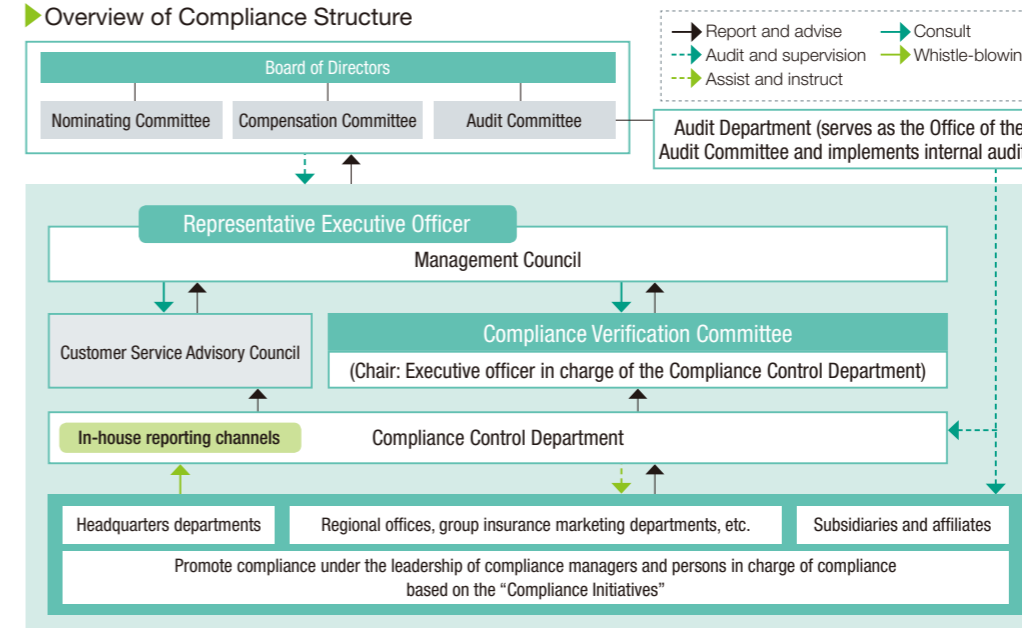 Overview of Compliance Structure
Report and advise
Consult
Audit and supervision
Whistle-blowin
Assist and instruct
Board of Directors
Nominating Committee
Compensation Committee
Audit Committee
Audit Department (serves as the Office of the
Audit Committee and implements internal audit
Representative Executive Officer
Management Council
Customer Service Advisory Council
Compliance Verification Committee
(Chair: Executive officer in charge of the Compliance Control Department)
In-house reporting channels
Compliance Control Department
Headquarters departments
Regional offices, group insurance marketing departments, etc.
Subsidiaries and affiliates
Promote compliance under the leadership of compliance managers and persons in charge of compliance
based on the “Compliance Initiatives”